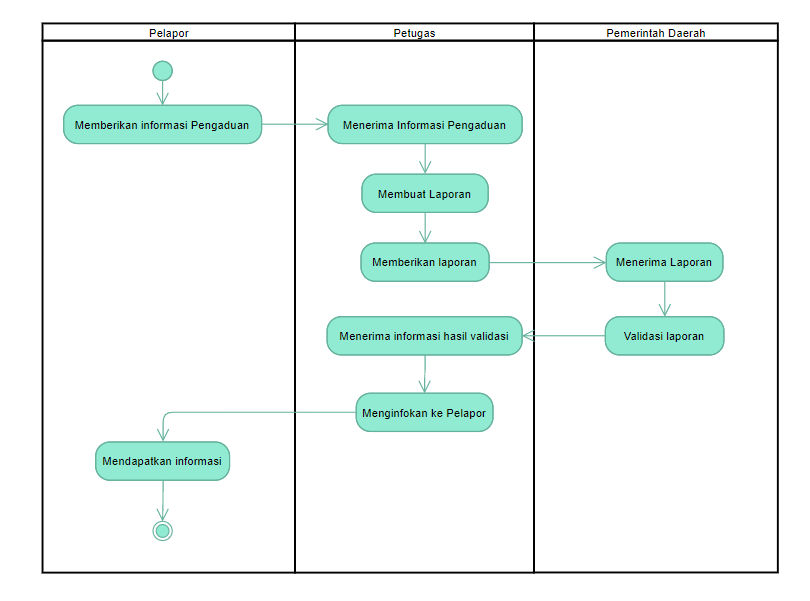 Pelapor
Petugas
Pemerintah Daerah
Memberikan informasi Pengaduan
Menerima Informasi Pengaduan
Membuat Laporan
Memberikan laporan
Menerima Laporan
Menerima informasi hasil validasi
Validasi laporan
Menginfokan ke Pelapor
Mendapatkan informasi